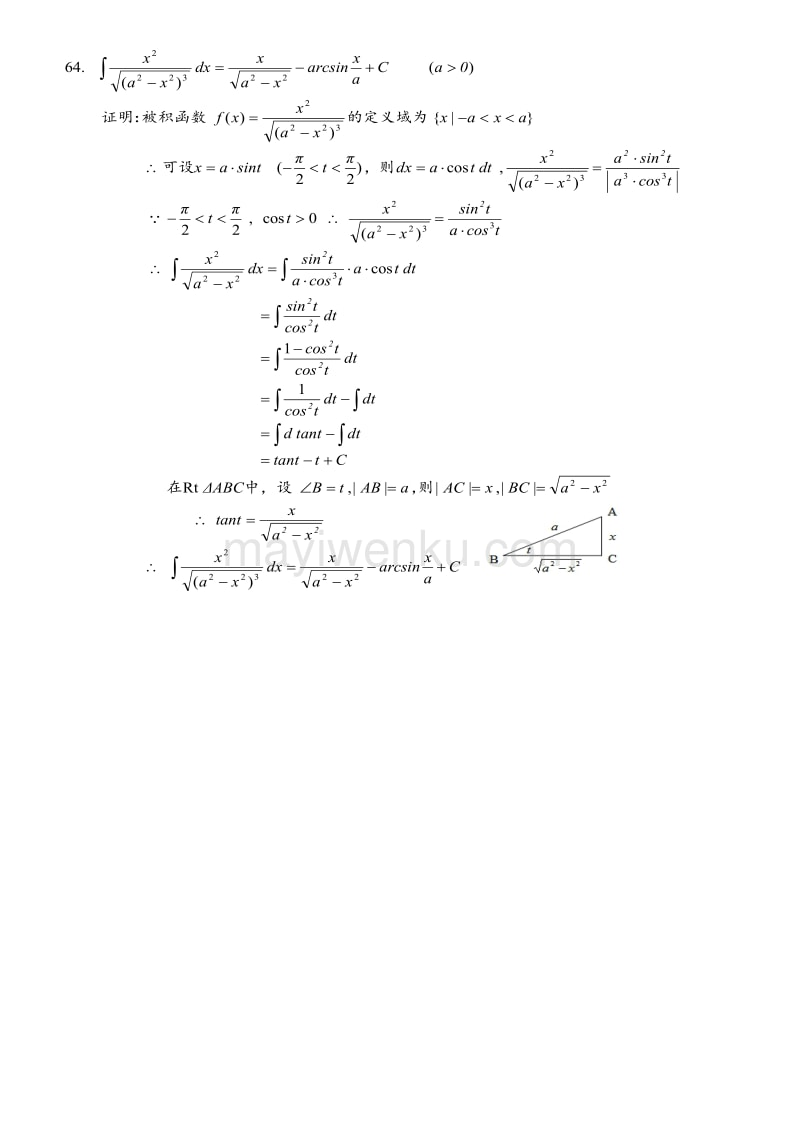 64. ∫ x²/√(a²−x²)³ dx = x/√(a²−x²) − arcsin x/a + C (a > 0)
证明:被积函数 f(x) = x²/√(a²−x²)³ 的定义域为 {x | −a < x < a}
∴ 可设x = a·sint (−π/2 < t < π/2), 则dx = a·cost dt , x²/√(a²−x²)³ = a²·sin²t/|a³·cos³t|
∵ −π/2 < t < π/2 , cost > 0 ∴ x²/√(a²−x²)³ = sin²t/a·cos³t
∴ ∫ x²/√(a²−x²) dx = ∫ sin²t/a·cos³t · a·cost dt
= ∫ sin²t/cos²t dt
= ∫ 1−cos²t/cos²t dt
= ∫ 1/cos²t dt − ∫ dt
= ∫ d tant − ∫ dt
= tant − t + C
在Rt ΔABC中, 设 ∠B = t ,| AB |= a ,则| AC |= x ,| BC |= √(a²−x²)
∴ tant = x/√(a²−x²)
∴ ∫ x²/√(a²−x²)³ dx = x/√(a²−x²) − arcsin x/a + C
A
a
x
B
t
C
√(a²−x²)
mayiwenku.com